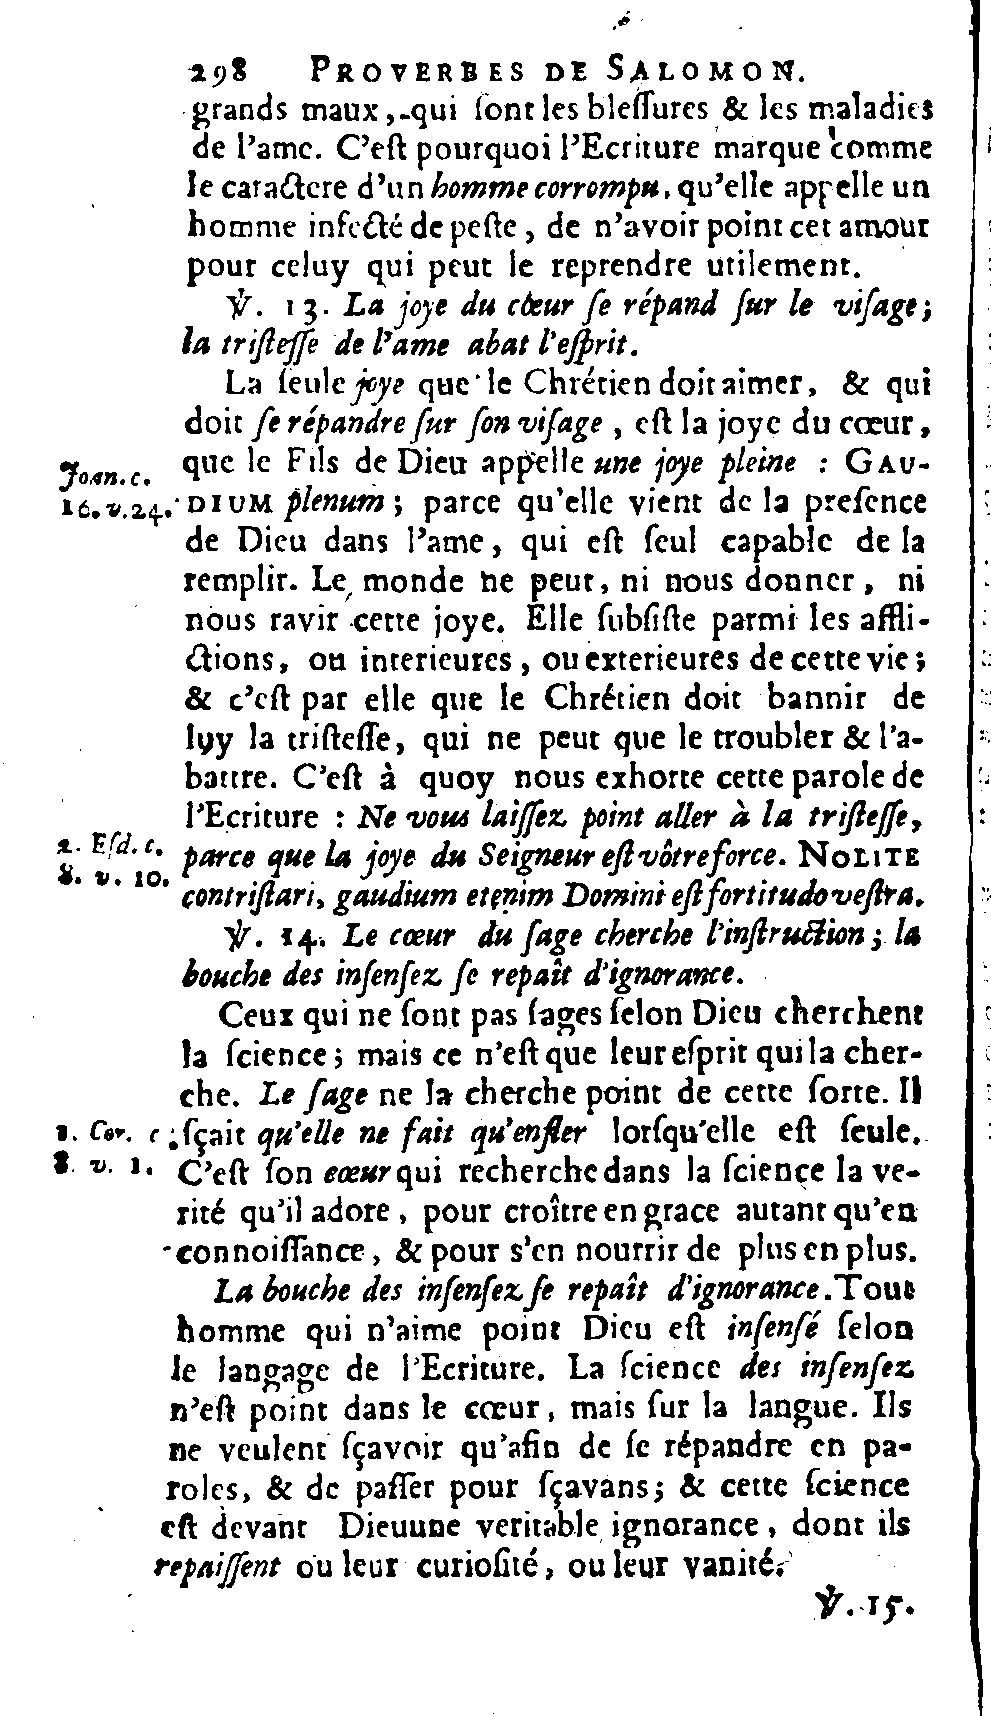 298 PROVERBES DE SALOMON.
grands maux, qui ſont les bleſſures & les maladies
de l'ame. C'eſt pourquoi l'Ecriture marque comme
le caractere d'un homme corrompu, qu'elle appelle un
homme infecté de peſte, de n'avoir point cet amour
pour celuy qui peut le reprendre utilement.
℣. 13. La joye du cœur ſe répand ſur le viſage;
la triſteſſe de l'ame abat l'eſprit.
La ſeule joye que le Chrétien doit aimer, & qui
doit ſe répandre ſur ſon viſage, eſt la joye du cœur,
que le Fils de Dieu appelle une joye pleine : GAU-
Joan. c.
16. v. 24.
DIUM plenum; parce qu'elle vient de la preſence
de Dieu dans l'ame, qui eſt ſeul capable de la
remplir. Le monde ne peut, ni nous donner, ni
nous ravir cette joye. Elle ſubſiſte parmi les affli-
ctions, ou interieures, ou exterieures de cette vie;
& c'eſt par elle que le Chrétien doit bannir de
luy la triſteſſe, qui ne peut que le troubler & l'a-
battre. C'eſt à quoy nous exhorte cette parole de
l'Ecriture : Ne vous laiſſez point aller à la triſteſſe,
2. Eſd. c.
8. v. 10.
parce que la joye du Seigneur eſt vôtre force. NOLITE
contriſtari, gaudium etenim Domini eſt fortitudo veſtra.
℣. 14. Le cœur du ſage cherche l'inſtruction; la
bouche des inſenſez ſe repaît d'ignorance.
Ceux qui ne ſont pas ſages ſelon Dieu cherchent
la ſcience; mais ce n'eſt que leur eſprit qui la cher-
che. Le ſage ne la cherche point de cette ſorte. Il
1. Cor. c.
8. v. 1.
ſçait qu'elle ne fait qu'enfler lorſqu'elle eſt ſeule.
C'eſt ſon cœur qui recherche dans la ſcience la ve-
rité qu'il adore, pour croître en grace autant qu'en
connoiſſance, & pour s'en nourrir de plus en plus.
La bouche des inſenſez ſe repaît d'ignorance. Tout
homme qui n'aime point Dieu eſt inſenſé ſelon
le langage de l'Ecriture. La ſcience des inſenſez
n'eſt point dans le cœur, mais ſur la langue. Ils
ne veulent ſçavoir qu'afin de ſe répandre en pa-
roles, & de paſſer pour ſçavans; & cette ſcience
eſt devant Dieu une veritable ignorance, dont ils
repaiſſent ou leur curioſité, ou leur vanité.
℣. 15.